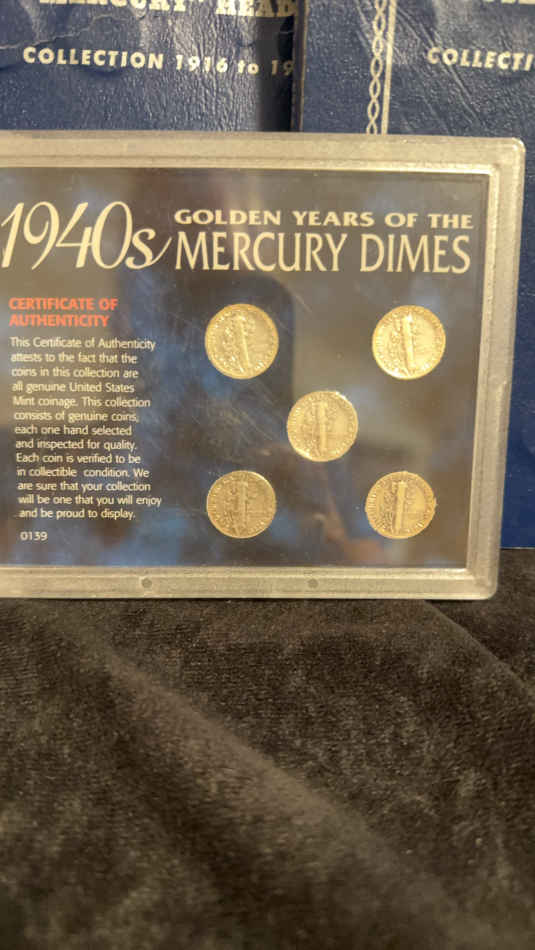 MERCURY" HEAD
COLLECTION 1916 to 19
COLLECTI
1940s GOLDEN YEARS OF THE
MERCURY DIMES
CERTIFICATE OF
AUTHENTICITY
This Certificate of Authenticity
attests to the fact that the
coins in this collection are
all genuine United States
Mint coinage. This collection
consists of genuine coins,
each one hand selected
and inspected for quality.
Each coin is verified to be
in collectible condition. We
are sure that your collection
will be one that you will enjoy
and be proud to display.
0139